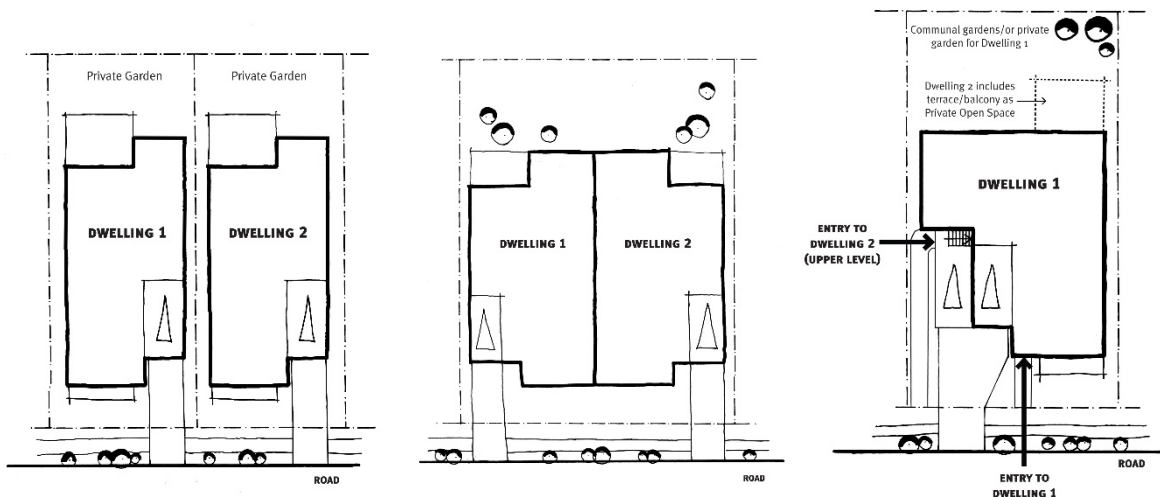 Private Garden
Private Garden
DWELLING 1
DWELLING 2
ROAD
DWELLING 1
DWELLING 2
ROAD
Communal gardens/or private
garden for Dwelling 1
Dwelling 2 includes
terrace/balcony as
Private Open Space
DWELLING 1
ENTRY TO
DWELLING 2
(UPPER LEVEL)
ROAD
ENTRY TO
DWELLING 1